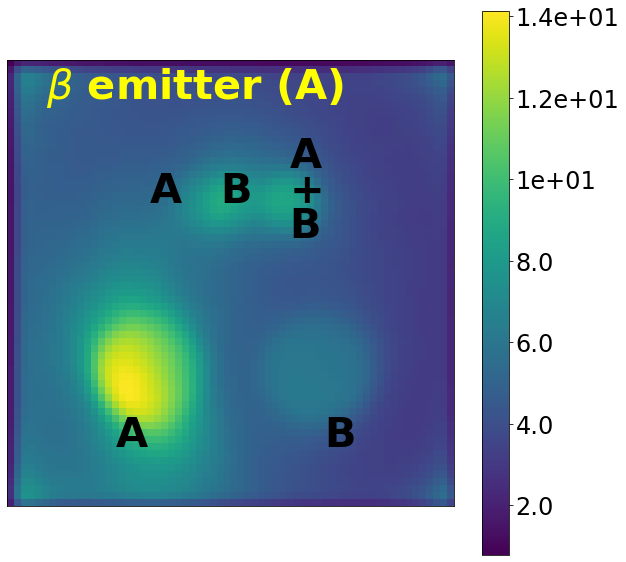 β emitter (A)
A B A
+
B
A B
1.4e+01
1.2e+01
1e+01
8.0
6.0
4.0
2.0